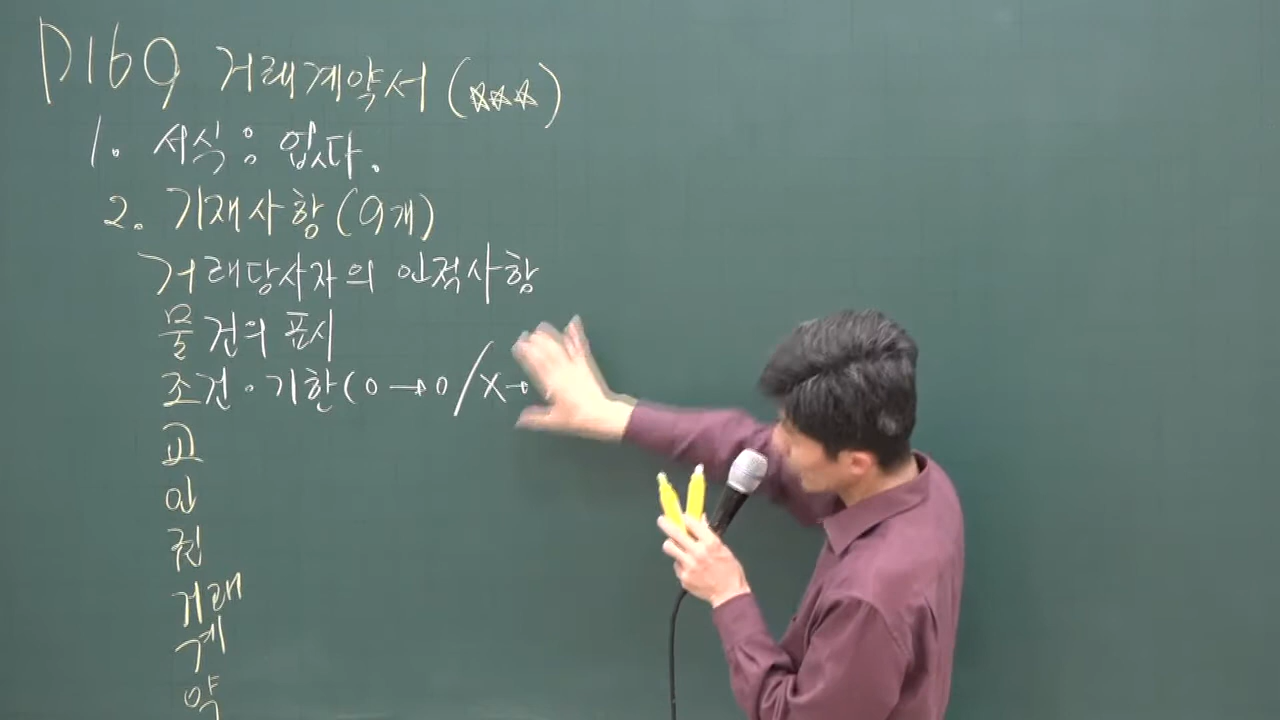 P169 거래계약서 (☆☆☆)
1. 서식은 없다.
2. 기재사항(9개)
거래당사자의 인적사항
물건의 표시
조건·기한(O→O/X→
교
인
권
거래
계
약